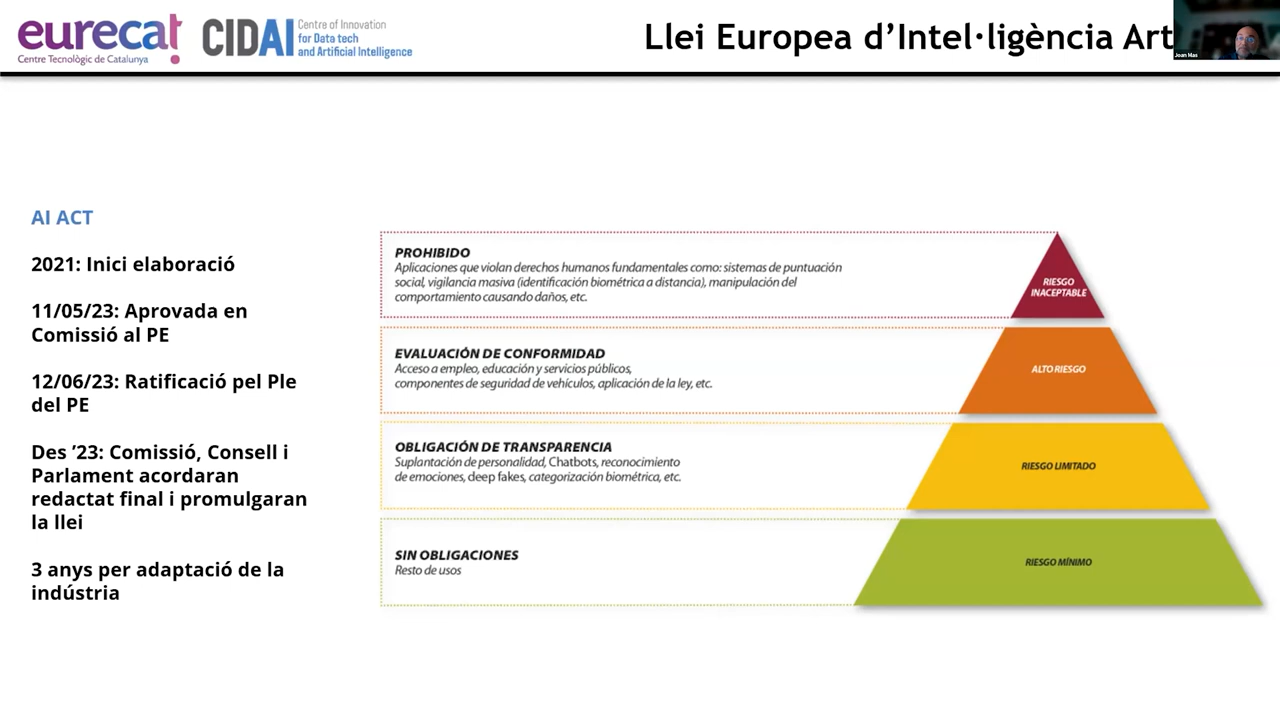 eurecat
Centre Tecnològic de Catalunya
CIDAI
Centre of Innovation
for Data tech
and Artificial Intelligence
Llei Europea d’Intel·ligència Art
Joan Mas
AI ACT
2021: Inici elaboració
11/05/23: Aprovada en
Comissió al PE
12/06/23: Ratificació pel Ple
del PE
Des ’23: Comissió, Consell i
Parlament acordaran
redactat final i promulgaran
la llei
3 anys per adaptació de la
indústria
PROHIBIDO
Aplicaciones que violan derechos humanos fundamentales como: sistemas de puntuación
social, vigilancia masiva (identificación biométrica a distancia), manipulación del
comportamiento causando daños, etc.
RIESGO
INACEPTABLE
EVALUACIÓN DE CONFORMIDAD
Acceso a empleo, educación y servicios públicos,
componentes de seguridad de vehículos, aplicación de la ley, etc.
ALTO RIESGO
OBLIGACIÓN DE TRANSPARENCIA
Suplantación de personalidad, Chatbots, reconocimiento
de emociones, deep fakes, categorización biométrica, etc.
RIESGO LIMITADO
SIN OBLIGACIONES
Resto de usos
RIESGO MÍNIMO